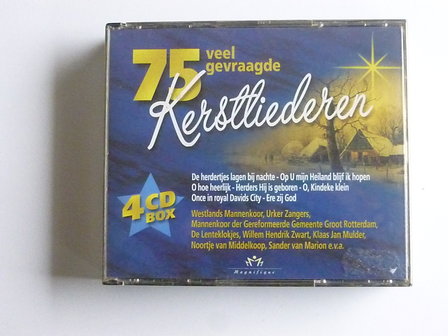 75 veel
gevraagde
Kerstliederen
De herdertjes lagen bij nachte - Op U mijn Heiland blijf ik hopen
O hoe heerlijk - Herders Hij is geboren - O, Kindeke klein
Once in royal Davids City - Ere zij God
4 CD
BOX
Westlands Mannenkoor, Urker Zangers,
Mannenkoor der Gereformeerde Gemeente Groot Rotterdam,
De Lenteklokjes, Willem Hendrik Zwart, Klaas Jan Mulder,
Noortje van Middelkoop, Sander van Marion e.v.a.
Magnifique